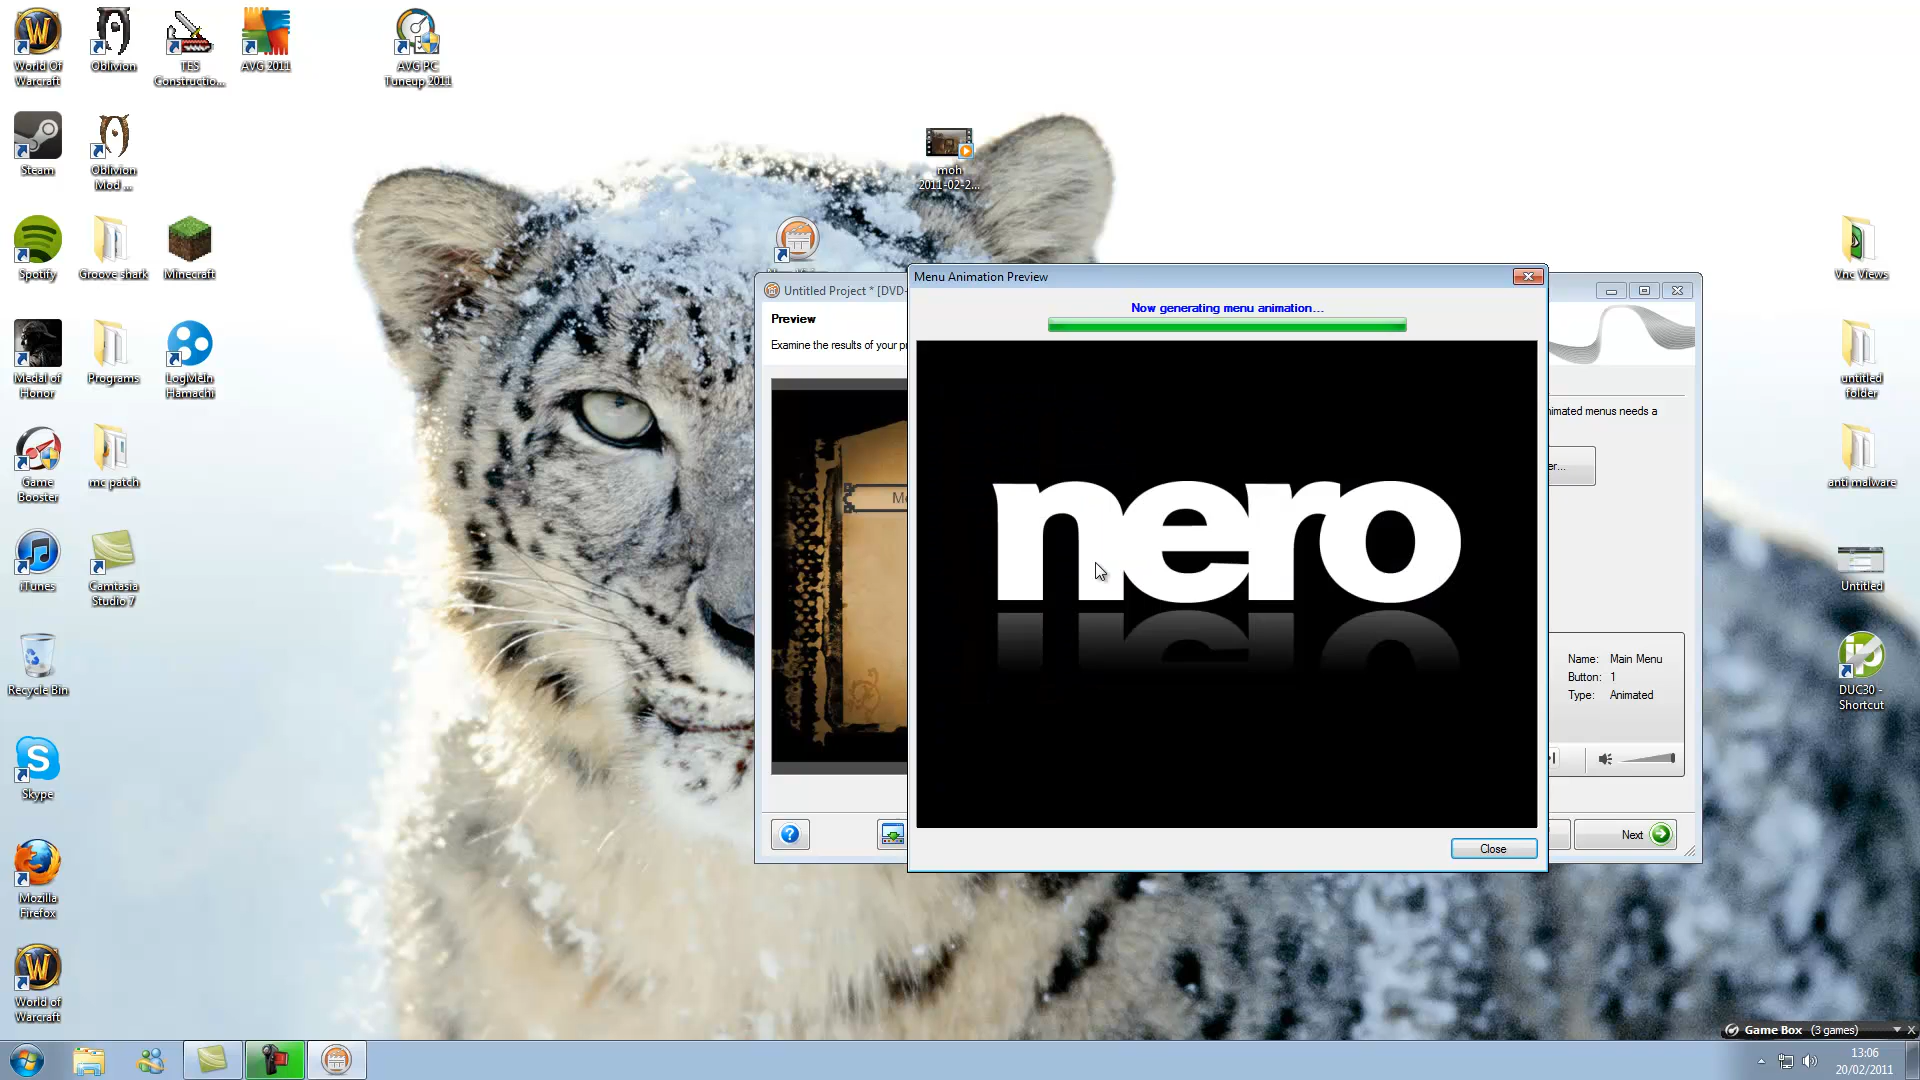 World Of
Warcraft
Oblivion
TES
Constructio...
AVG 2011
AVG PC
Tuneup 2011
Steam
Oblivion
Mod ...
moh
2011-02-2...
Spotify
Groove shark
Minecraft
Vnc Views
Medal of
Honor
Programs
LogMeIn
Hamachi
untitled
folder
Game
Booster
mc patch
anti malware
iTunes
Camtasia
Studio 7
Untitled
Recycle Bin
DUC30 -
Shortcut
Skype
Mozilla
Firefox
World of
Warcraft
Untitled Project * [DVD-
Preview
Examine the results of your pr
Menu Animation Preview
Now generating menu animation...
nero
Close
nimated menus needs a
er...
Name: Main Menu
Button: 1
Type: Animated
Next
Game Box (3 games)
13:06
20/02/2011